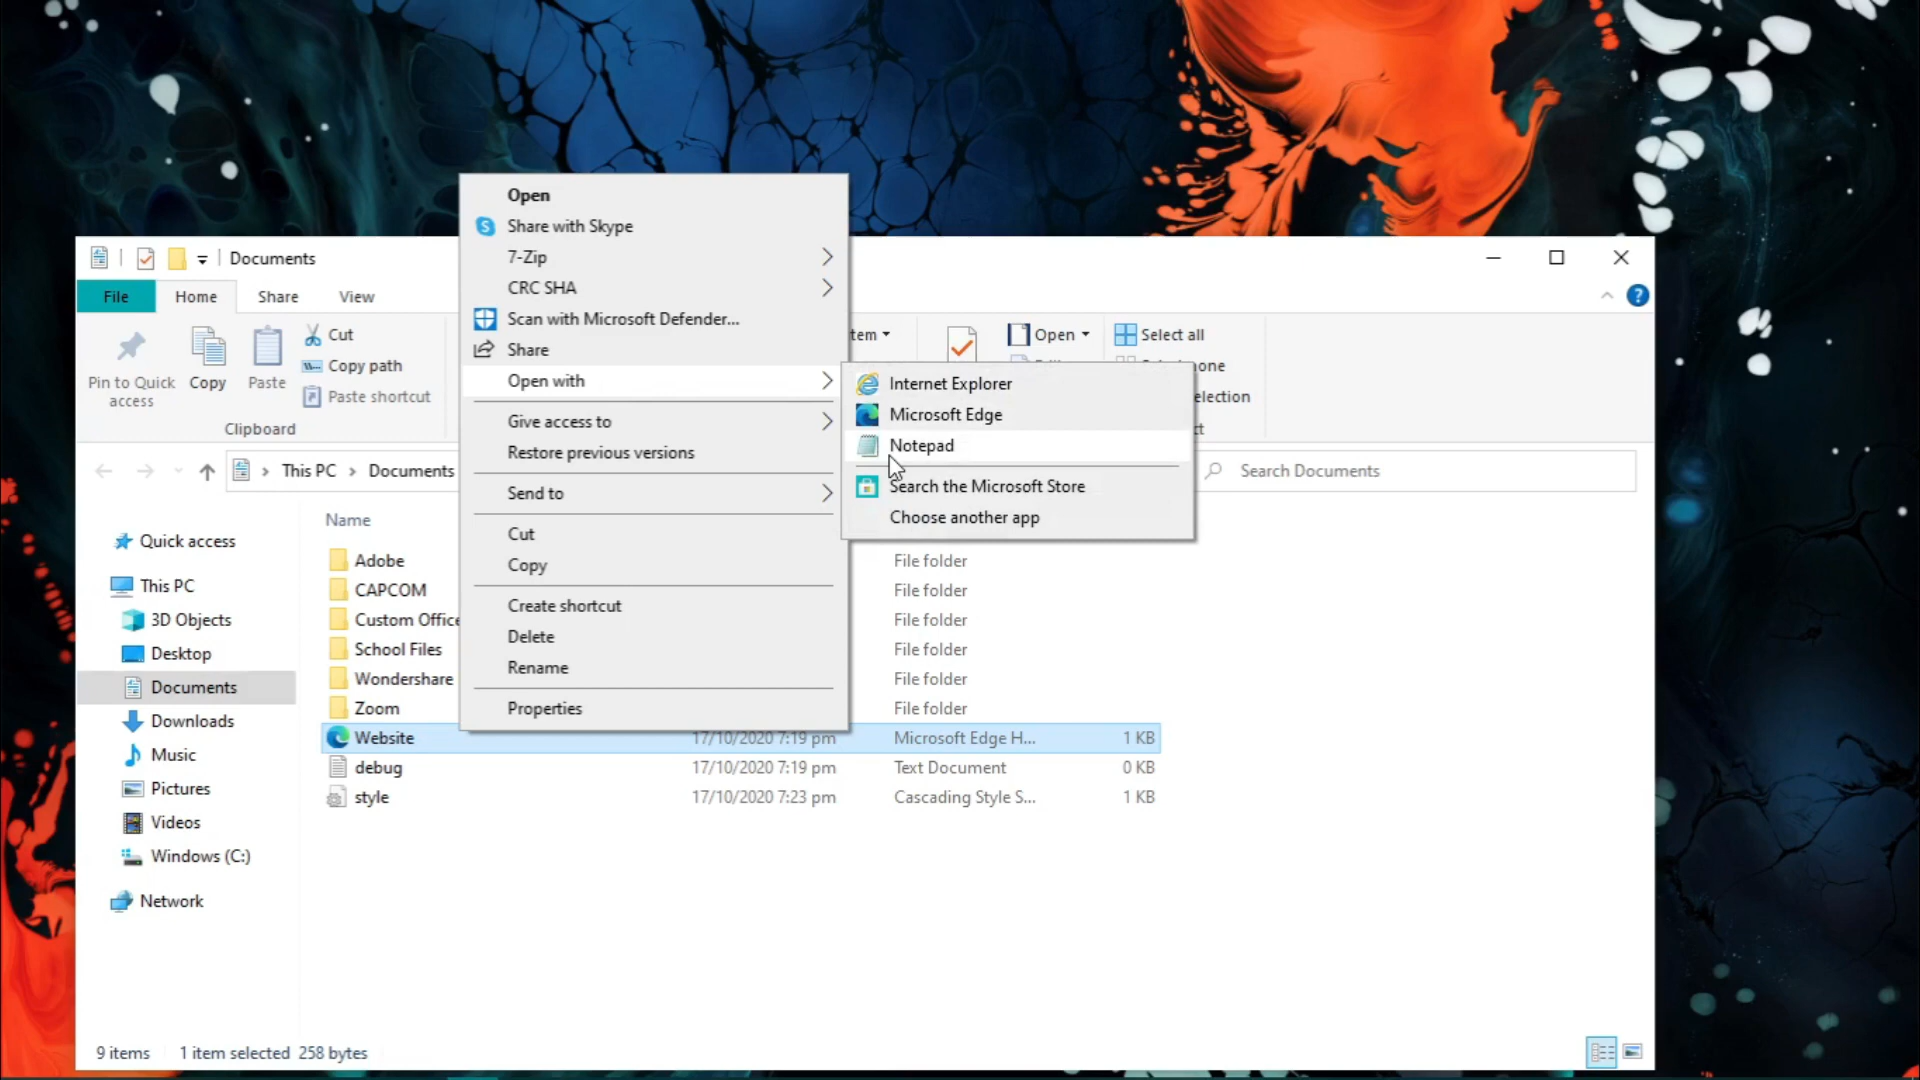 Documents
File
Home
Share
View
Pin to Quick
access
Copy
Paste
Cut
Copy path
Paste shortcut
Clipboard
Open
Select all
This PC
Documents
Search Documents
Open
Share with Skype
7-Zip
CRC SHA
Scan with Microsoft Defender...
Share
Open with
Give access to
Restore previous versions
Send to
Cut
Copy
Create shortcut
Delete
Rename
Properties
Internet Explorer
Microsoft Edge
Notepad
Search the Microsoft Store
Choose another app
Quick access
This PC
3D Objects
Desktop
Documents
Downloads
Music
Pictures
Videos
Windows (C:)
Network
Name
Adobe File folder
CAPCOM File folder
Custom Office File folder
School Files File folder
Wondershare File folder
Zoom File folder
Website 17/10/2020 7:19 pm Microsoft Edge H... 1 KB
debug 17/10/2020 7:19 pm Text Document 0 KB
style 17/10/2020 7:23 pm Cascading Style S... 1 KB
9 items 1 item selected 258 bytes